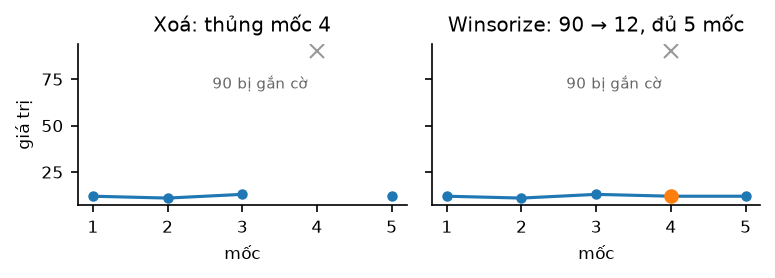 Xoá: thủng mốc 4
90 bị gắn cờ
giá trị
75
50
25
1 2 3 4 5
mốc
Winsorize: 90 → 12, đủ 5 mốc
90 bị gắn cờ
1 2 3 4 5
mốc